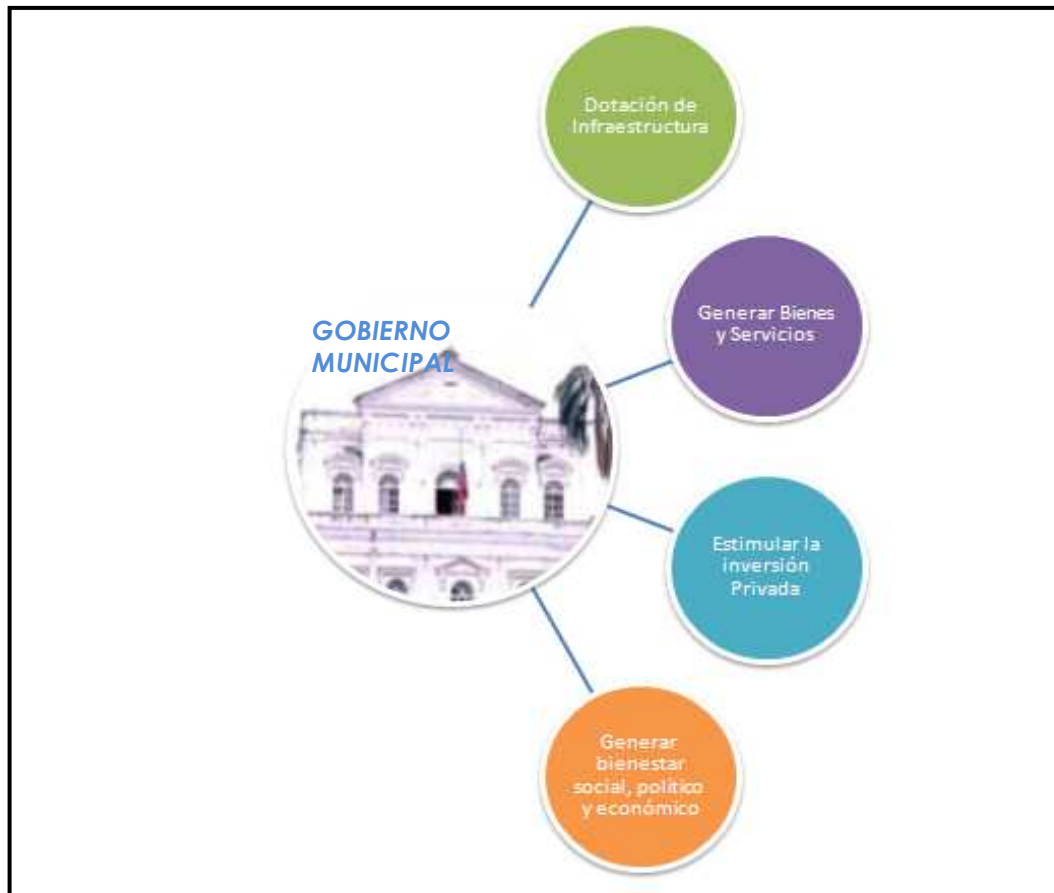 Dotación de
Infraestructura
Generar Bienes
y Servicios
GOBIERNO
MUNICIPAL
Estimular la
inversión
Privada
Generar
bienestar
social, político
y económico